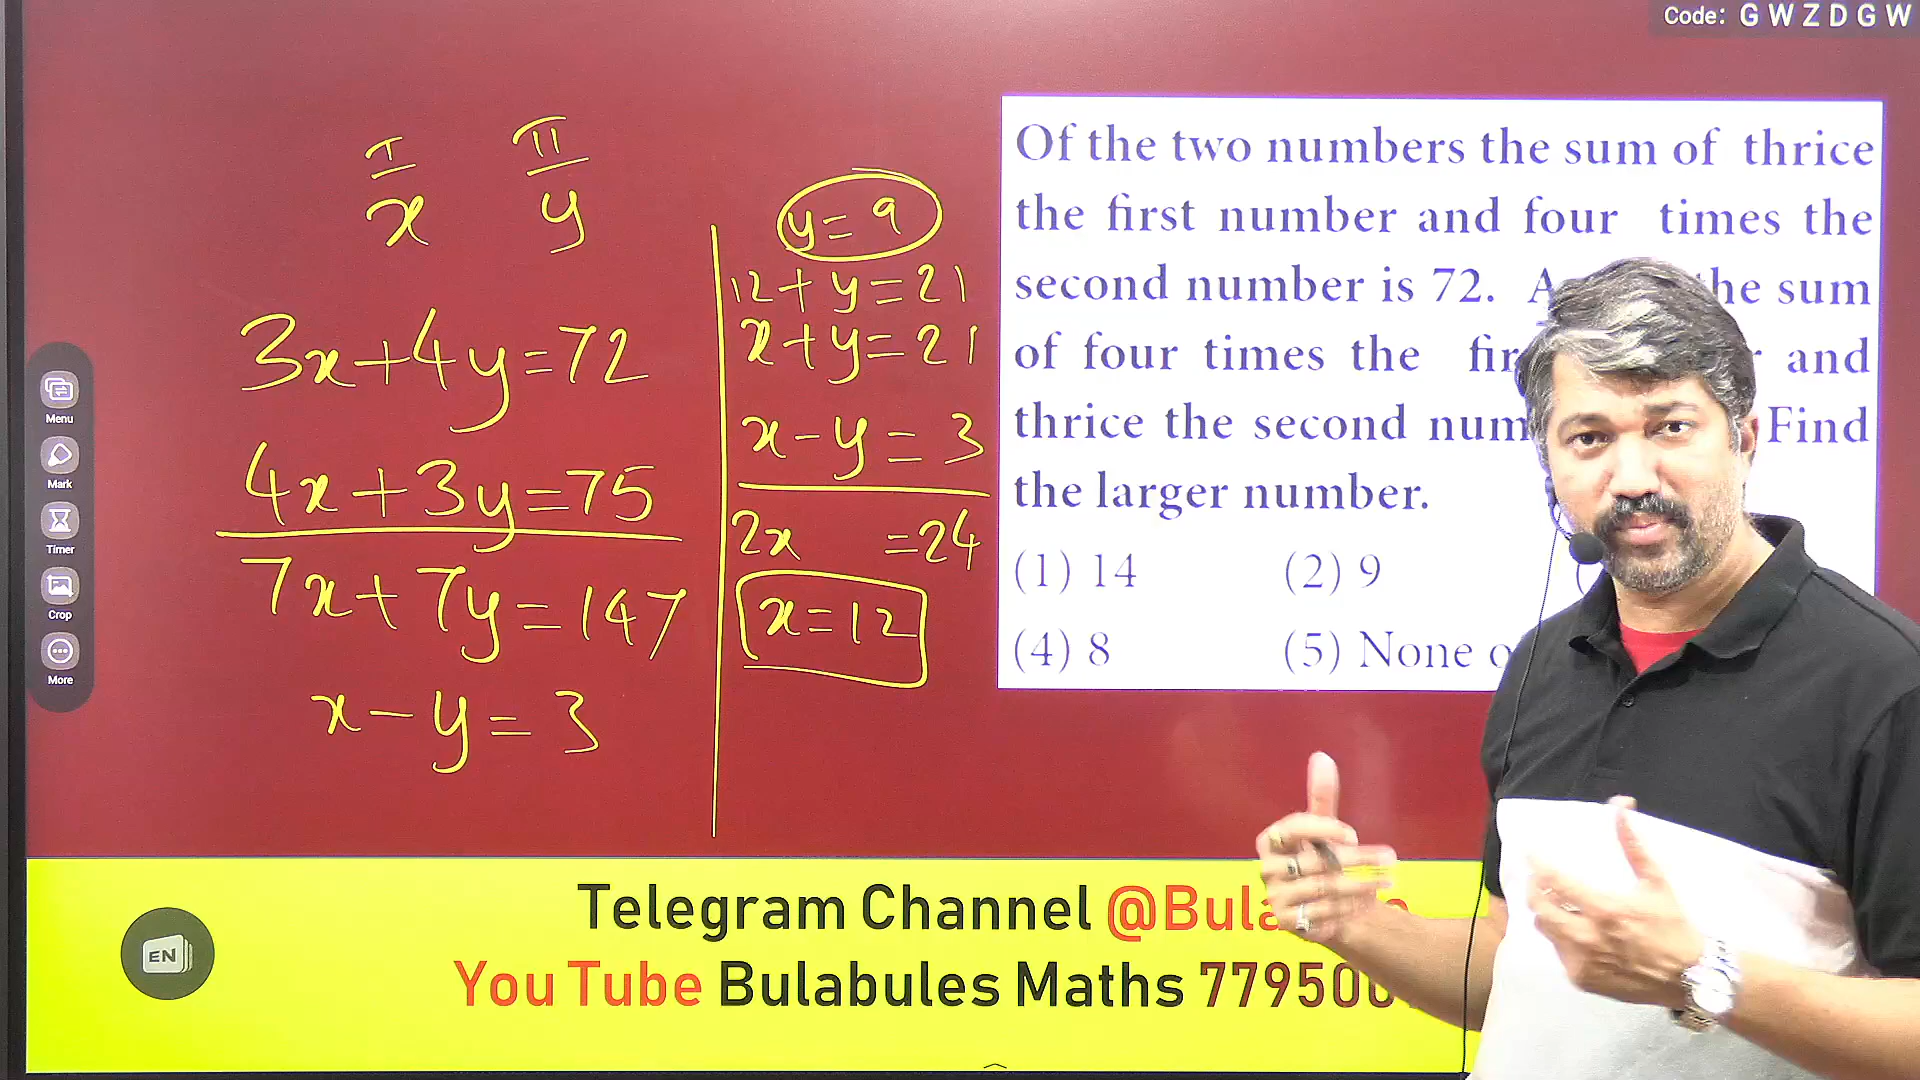 Code: G W Z D G W
I II
x y
3x+4y=72
4x+3y=75
7x+7y=147
x-y=3
y=9
12+y=21
x+y=21
x-y=3
2x =24
x=12
Of the two numbers the sum of thrice
the first number and four times the
second number is 72. the sum
of four times the and
thrice the second Find
the larger number.
(1) 14 (2) 9
(4) 8 (5) None
Menu
Mark
Timer
Crop
More
EN
Telegram Channel
You Tube Bulabules Maths